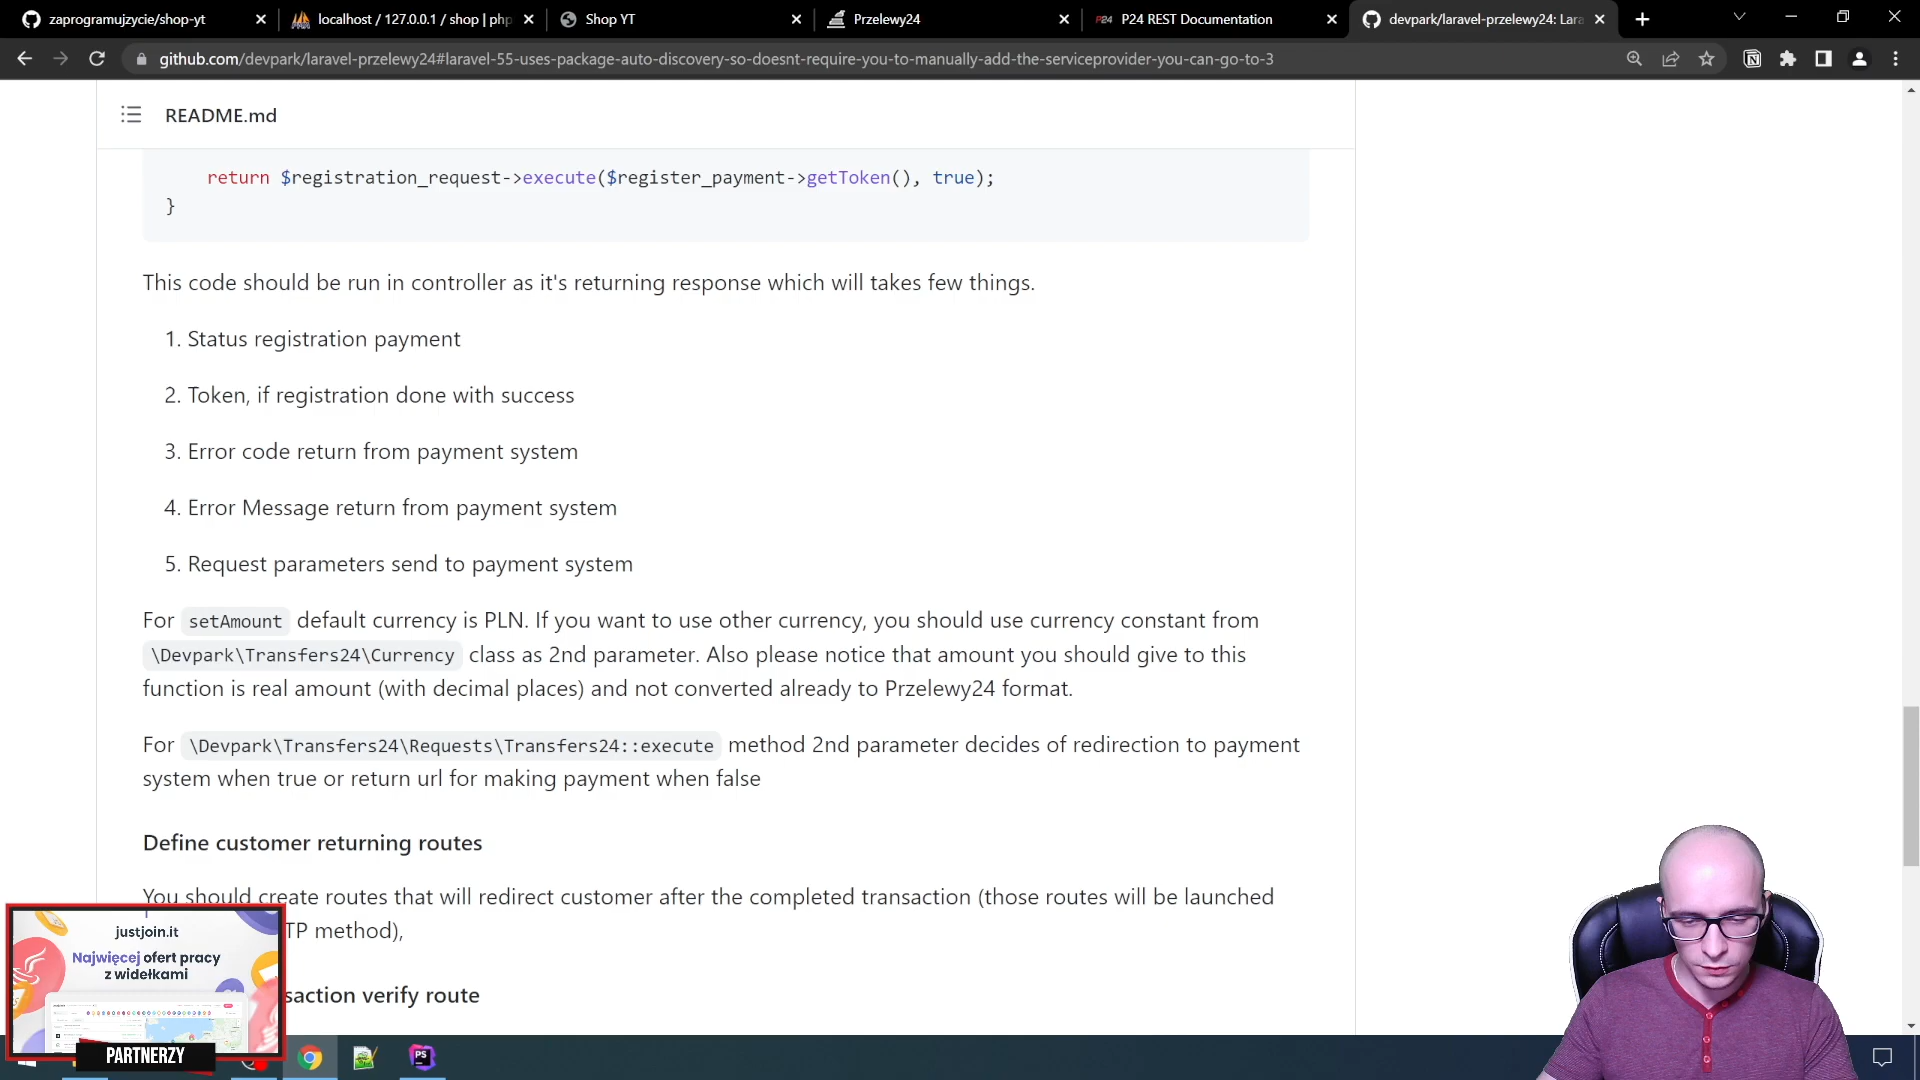 zaprogramujzycie/shop-yt
localhost / 127.0.0.1 / shop | php
Shop YT
Przelewy24
P24 P24 REST Documentation
devpark/laravel-przelewy24: Lara
github.com/devpark/laravel-przelewy24#laravel-55-uses-package-auto-discovery-so-doesnt-require-you-to-manually-add-the-serviceprovider-you-can-go-to-3
README.md
return $registration_request->execute($register_payment->getToken(), true);
}
This code should be run in controller as it's returning response which will takes few things.
1. Status registration payment
2. Token, if registration done with success
3. Error code return from payment system
4. Error Message return from payment system
5. Request parameters send to payment system
For setAmount default currency is PLN. If you want to use other currency, you should use currency constant from
\Devpark\Transfers24\Currency class as 2nd parameter. Also please notice that amount you should give to this
function is real amount (with decimal places) and not converted already to Przelewy24 format.
For \Devpark\Transfers24\Requests\Transfers24::execute method 2nd parameter decides of redirection to payment
system when true or return url for making payment when false
Define customer returning routes
You should create routes that will redirect customer after the completed transaction (those routes will be launched
TP method),
saction verify route
justjoin.it
Najwięcej ofert pracy
z widełkami
PARTNERZY
PS